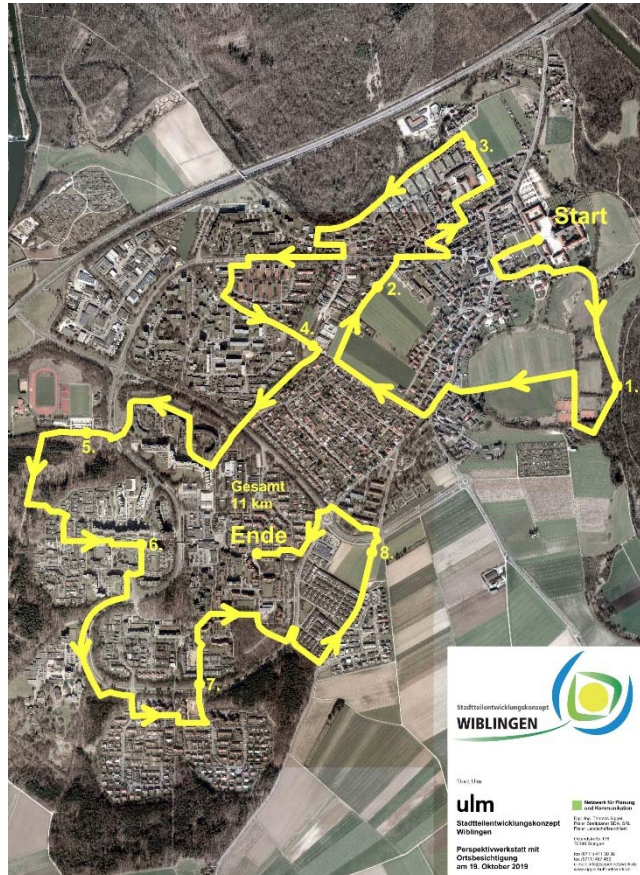 Start
1.
2.
3.
4.
5.
6.
7.
8.
Gesamt
11 km
Ende
Stadtteilentwicklungskonzept
WIBLINGEN
Stadt Ulm
ulm
Stadtteilentwicklungskonzept
Wiblingen
Perspektivwerkstatt mit
Ortsbesichtigung
am 19. Oktober 2019
Netzwerk für Planung
und Kommunikation